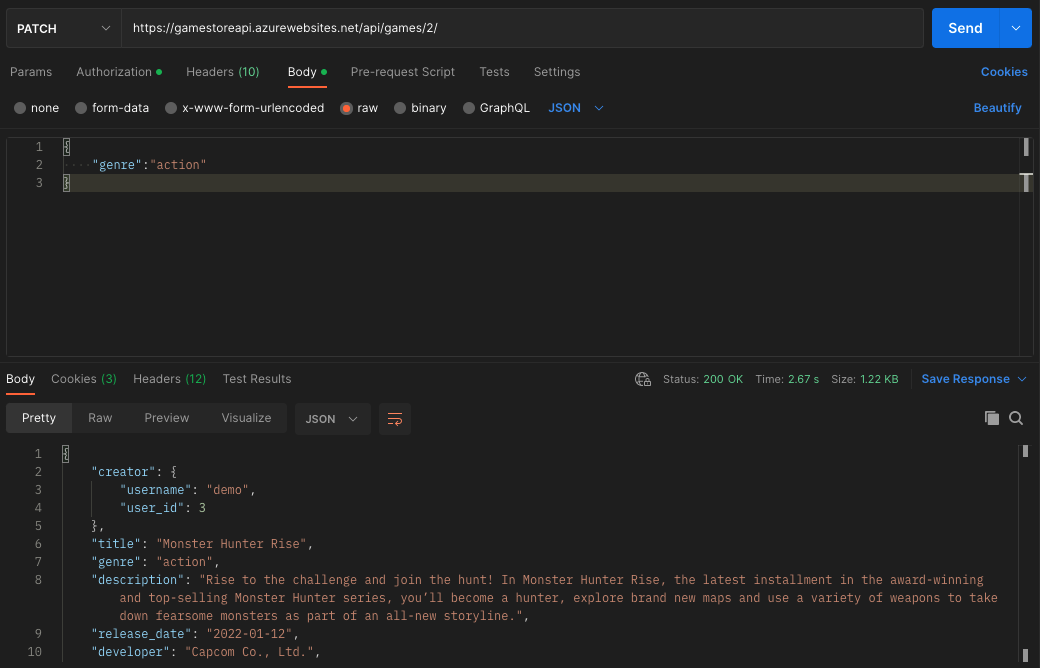 PATCH https://gamestoreapi.azurewebsites.net/api/games/2/ Send
Params Authorization Headers (10) Body Pre-request Script Tests Settings Cookies
none form-data x-www-form-urlencoded raw binary GraphQL JSON Beautify
1 {
2 "genre":"action"
3 }
Body Cookies (3) Headers (12) Test Results Status: 200 OK Time: 2.67 s Size: 1.22 KB Save Response
Pretty Raw Preview Visualize JSON
1 {
2 "creator": {
3 "username": "demo",
4 "user_id": 3
5 },
6 "title": "Monster Hunter Rise",
7 "genre": "action",
8 "description": "Rise to the challenge and join the hunt! In Monster Hunter Rise, the latest installment in the award-winning
and top-selling Monster Hunter series, you’ll become a hunter, explore brand new maps and use a variety of weapons to take
down fearsome monsters as part of an all-new storyline.",
9 "release_date": "2022-01-12",
10 "developer": "Capcom Co., Ltd.",